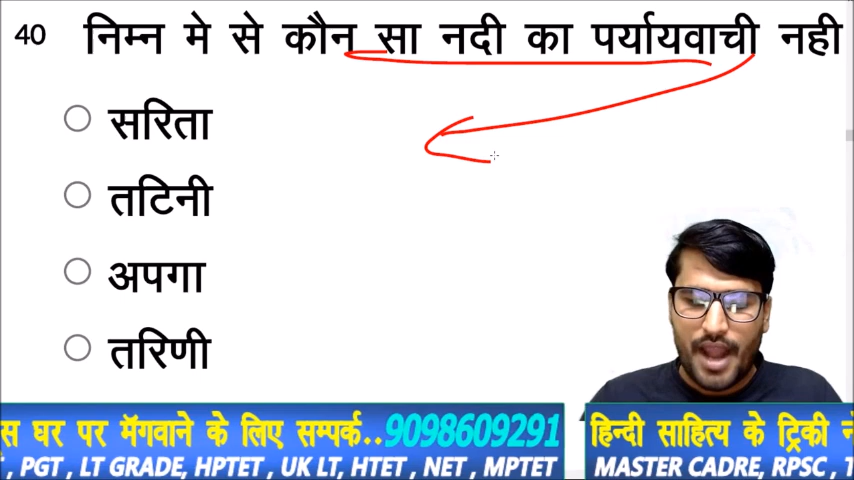 40 निम्न मे से कौन सा नदी का पर्यायवाची नही
सरिता
तटिनी
अपगा
तरिणी
स घर पर मॅगवाने के लिए सम्पर्क..9098609291
हिन्दी साहित्य के ट्रिकी नो
, PGT , LT GRADE, HPTET , UK LT, HTET , NET , MPTET
MASTER CADRE, RPSC , T